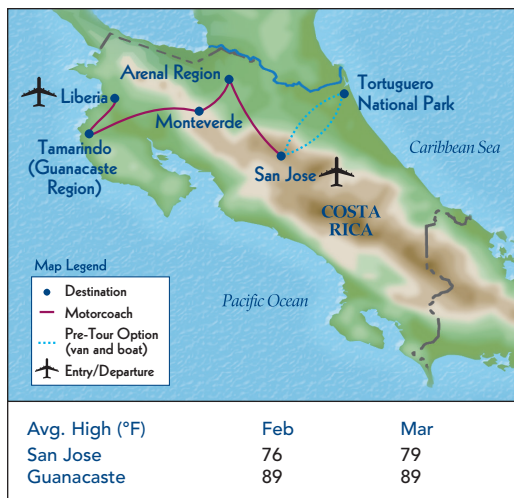 Arenal Region
Liberia
Tortuguero
National Park
Monteverde
Tamarindo
(Guanacaste
Region)
Caribbean Sea
San Jose
COSTA
RICA
Map Legend
Destination
Motorcoach
Pre-Tour Option
(van and boat)
Entry/Departure
Pacific Ocean
Avg. High (°F) Feb Mar
San Jose 76 79
Guanacaste 89 89